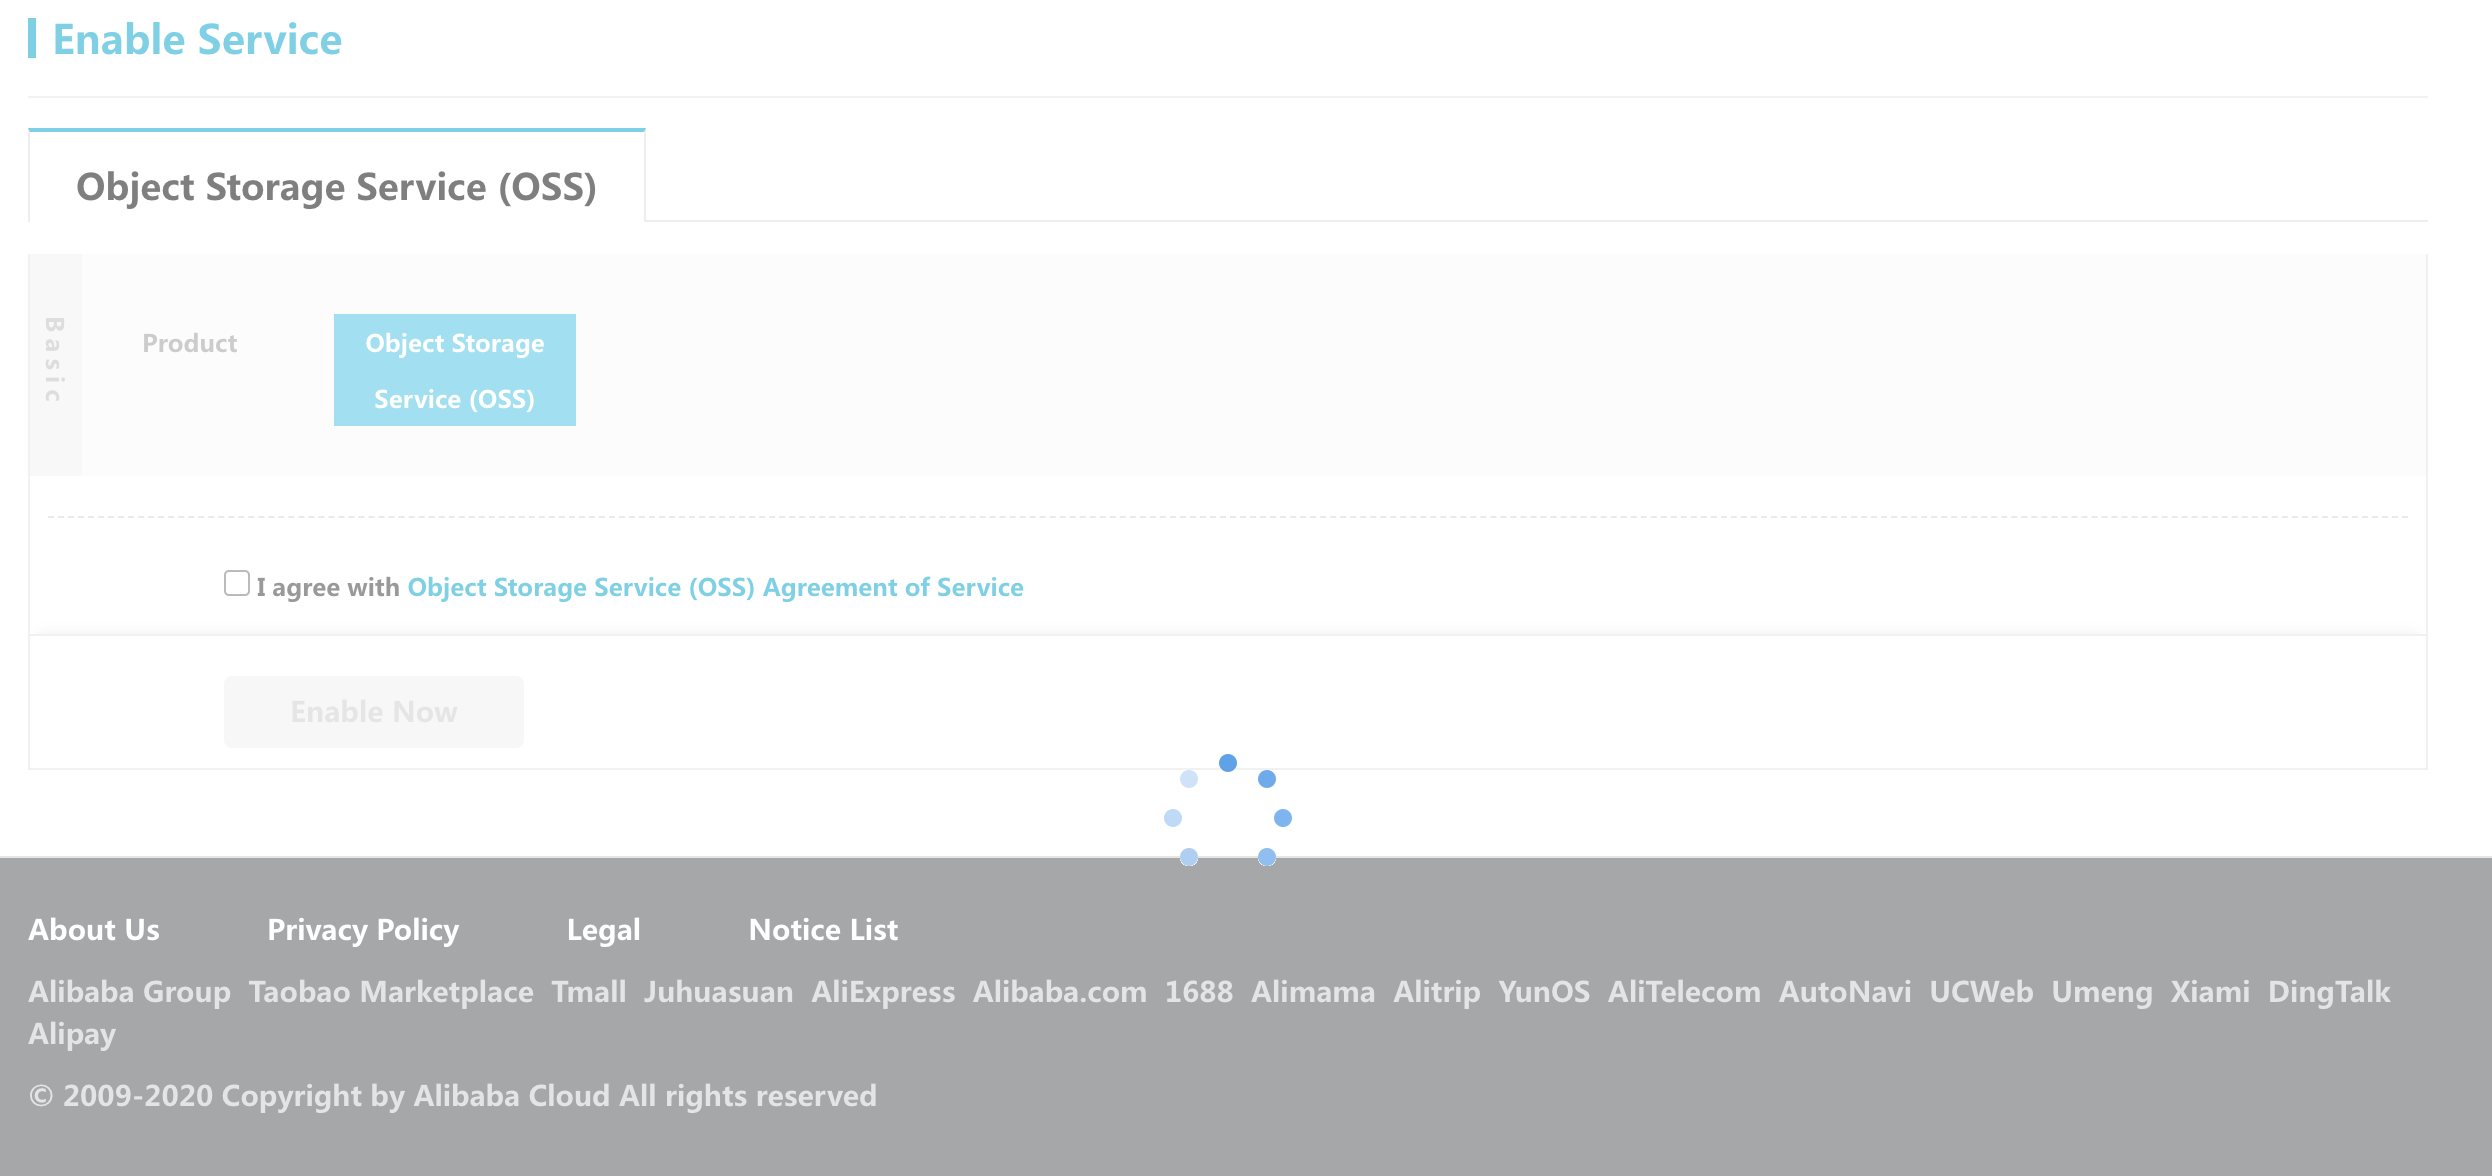 Enable Service
Object Storage Service (OSS)
Basic
Product
Object Storage
Service (OSS)
I agree with Object Storage Service (OSS) Agreement of Service
Enable Now
About Us Privacy Policy Legal Notice List
Alibaba Group Taobao Marketplace Tmall Juhuasuan AliExpress Alibaba.com 1688 Alimama Alitrip YunOS AliTelecom AutoNavi UCWeb Umeng Xiami DingTalk
Alipay
© 2009-2020 Copyright by Alibaba Cloud All rights reserved